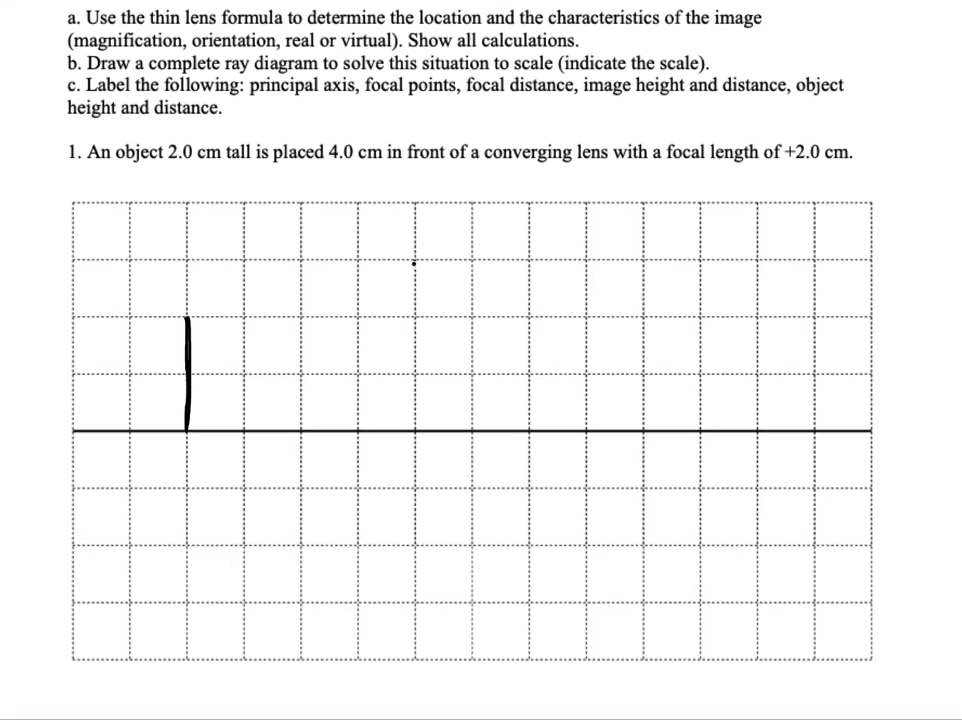 a. Use the thin lens formula to determine the location and the characteristics of the image
(magnification, orientation, real or virtual). Show all calculations.
b. Draw a complete ray diagram to solve this situation to scale (indicate the scale).
c. Label the following: principal axis, focal points, focal distance, image height and distance, object
height and distance.
1. An object 2.0 cm tall is placed 4.0 cm in front of a converging lens with a focal length of +2.0 cm.